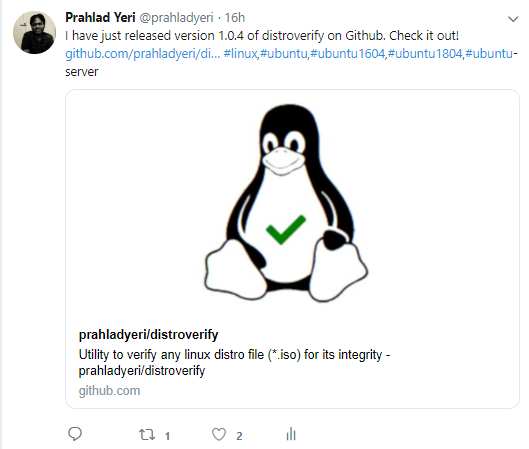 Prahlad Yeri @prahladyeri · 16h
I have just released version 1.0.4 of distroverify on Github. Check it out!
github.com/prahladyeri/di... #linux,#ubuntu,#ubuntu1604,#ubuntu1804,#ubuntu-
server
prahladyeri/distroverify
Utility to verify any linux distro file (*.iso) for its integrity -
prahladyeri/distroverify
github.com
1 2